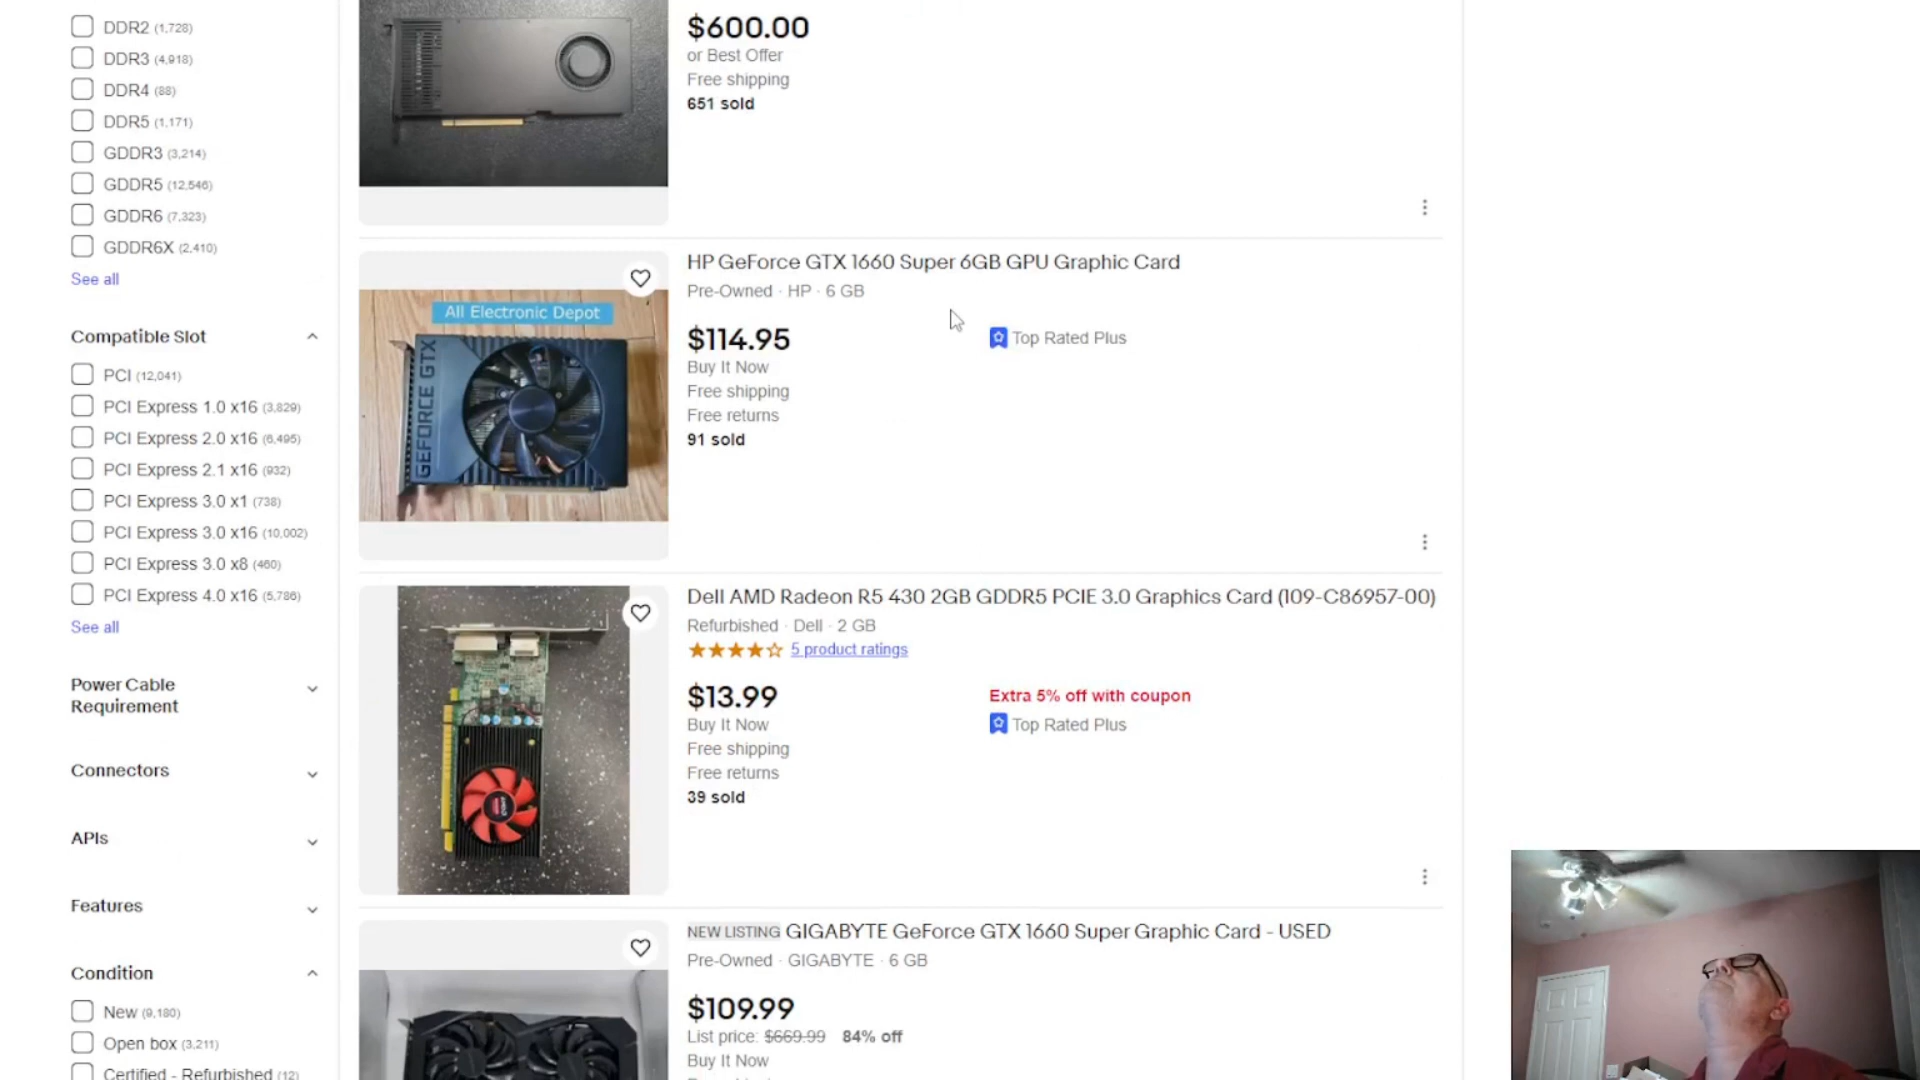 DDR2 (1,728)
DDR3 (4,918)
DDR4 (88)
DDR5 (1,171)
GDDR3 (3,214)
GDDR5 (12,546)
GDDR6 (7,323)
GDDR6X (2,410)
See all
Compatible Slot
PCI (12,041)
PCI Express 1.0 x16 (3,829)
PCI Express 2.0 x16 (6,495)
PCI Express 2.1 x16 (932)
PCI Express 3.0 x1 (738)
PCI Express 3.0 x16 (10,002)
PCI Express 3.0 x8 (460)
PCI Express 4.0 x16 (5,786)
See all
Power Cable
Requirement
Connectors
APIs
Features
Condition
New (9,180)
Open box (3,211)
Certified - Refurbished (12)
$600.00
or Best Offer
Free shipping
651 sold
All Electronic Depot
GEFORCE GTX
HP GeForce GTX 1660 Super 6GB GPU Graphic Card
Pre-Owned · HP · 6 GB
$114.95
Top Rated Plus
Buy It Now
Free shipping
Free returns
91 sold
Dell AMD Radeon R5 430 2GB GDDR5 PCIE 3.0 Graphics Card (109-C86957-00)
Refurbished · Dell · 2 GB
5 product ratings
$13.99
Extra 5% off with coupon
Buy It Now
Top Rated Plus
Free shipping
Free returns
39 sold
NEW LISTING GIGABYTE GeForce GTX 1660 Super Graphic Card - USED
Pre-Owned · GIGABYTE · 6 GB
$109.99
List price: $669.99 84% off
Buy It Now